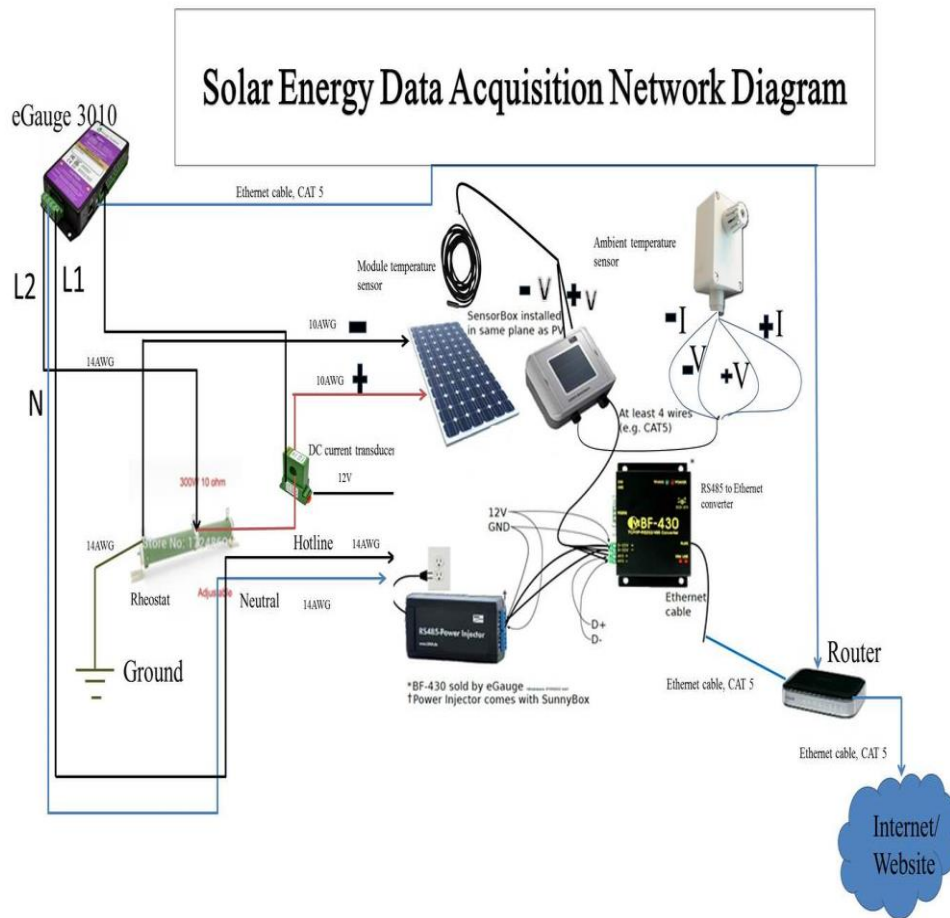 Solar Energy Data Acquisition Network Diagram
eGauge 3010
Ethernet cable, CAT 5
L2
L1
N
Module temperature
sensor
Ambient temperature
sensor
- V
+ V
SensorBox installed
in same plane as PV
-I
+I
-V
+V
10AWG
-
14AWG
10AWG
+
At least 4 wires
(e.g. CAT5)
DC current transducer
12V
300W 10 ohm
*
RS485 to Ethernet
converter
BF-430
12V
GND
14AWG
Rheostat
Adjustable
Hotline
14AWG
Neutral
14AWG
Ethernet
cable
†
RS485-Power Injector
D+
D-
Ground
*BF-430 sold by eGauge
†Power Injector comes with SunnyBox
Router
Ethernet cable, CAT 5
Ethernet cable, CAT 5
Internet/
Website